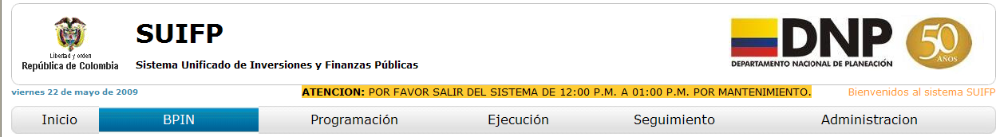 SUIFP
Libertad y orden
República de Colombia
Sistema Unificado de Inversiones y Finanzas Públicas
DNP
DEPARTAMENTO NACIONAL DE PLANEACIÓN
50
AÑOS
viernes 22 de mayo de 2009
ATENCION: POR FAVOR SALIR DEL SISTEMA DE 12:00 P.M. A 01:00 P.M. POR MANTENIMIENTO.
Bienvenidos al sistema SUIFP
Inicio BPIN Programación Ejecución Seguimiento Administracion